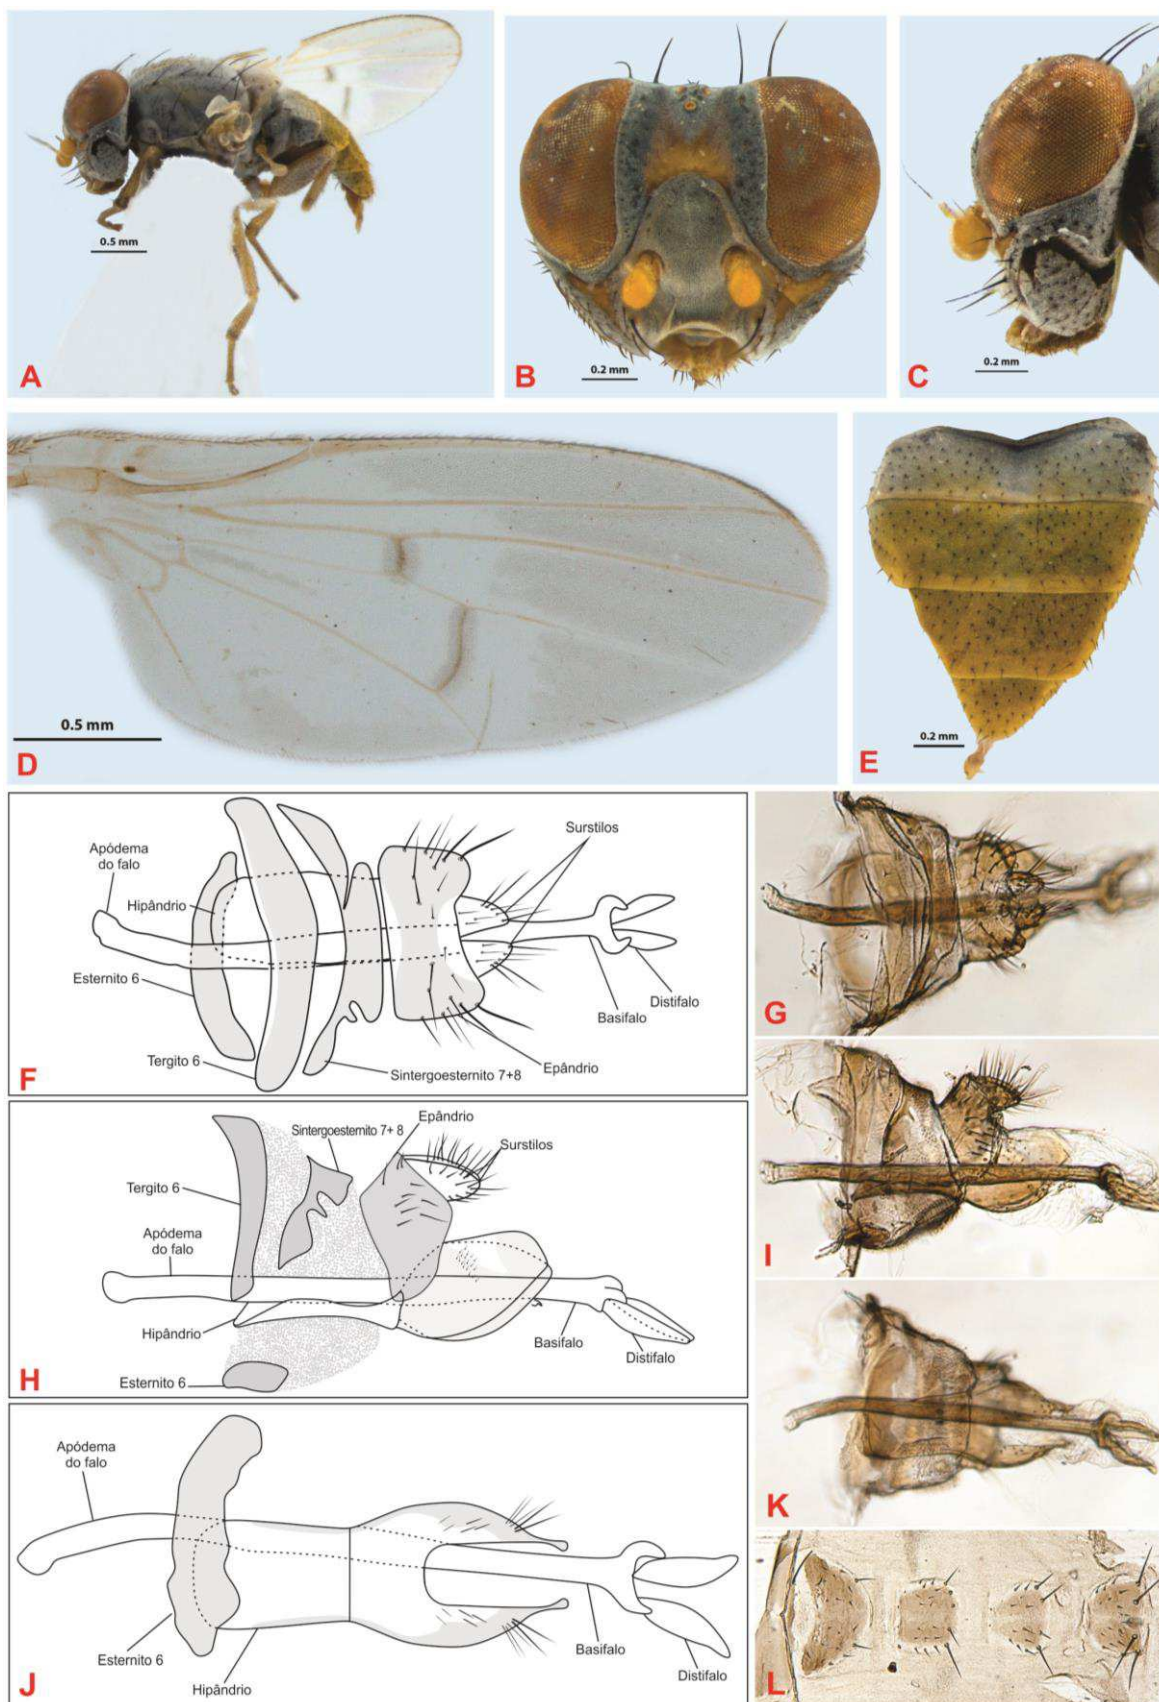 0.5 mm
A
0.2 mm
B
0.2 mm
C
0.5 mm
D
0.2 mm
E
Apódema
do falo
Hipândrio
Esternito 6
Tergito 6
Surstilos
Basifalo
Distifalo
Epândrio
Sintergoesternito 7+8
F
G
Epândrio
Sintergoesternito 7+ 8
Surstilos
Tergito 6
Apódema
do falo
Hipândrio
Basifalo
Distifalo
Esternito 6
H
I
Apódema
do falo
Esternito 6
Hipândrio
Basifalo
Distifalo
J
K
L